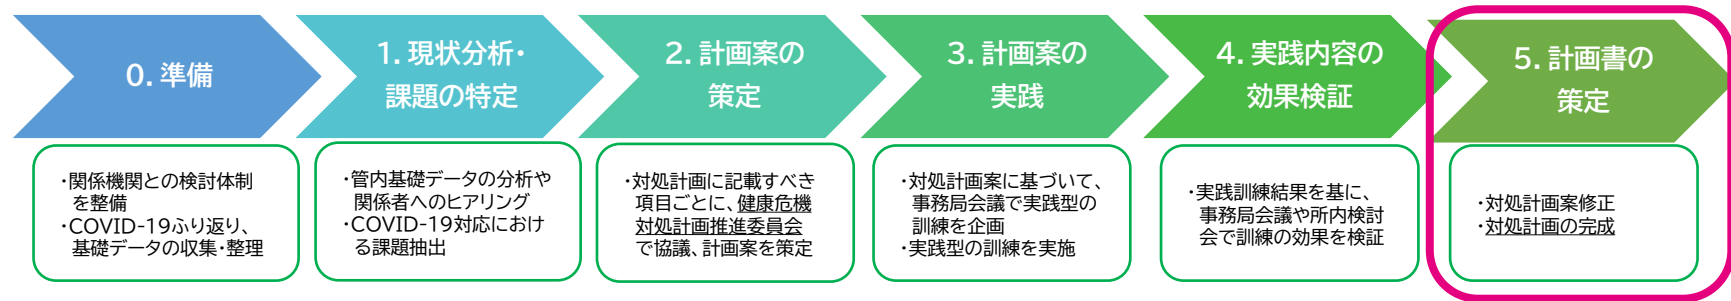 0. 準備
・関係機関との検討体制
を整備
・COVID-19ふり返り、
基礎データの収集・整理
1. 現状分析・
課題の特定
・管内基礎データの分析や
関係者へのヒアリング
・COVID-19対応におけ
る課題抽出
2. 計画案の
策定
・対処計画に記載すべき
項目ごとに、健康危機
対処計画推進委員会
で協議、計画案を策定
3. 計画案の
実践
・対処計画案に基づいて、
事務局会議で実践型の
訓練を企画
・実践型の訓練を実施
4. 実践内容の
効果検証
・実践訓練結果を基に、
事務局会議や所内検討
会で訓練の効果を検証
5. 計画書の
策定
・対処計画案修正
・対処計画の完成